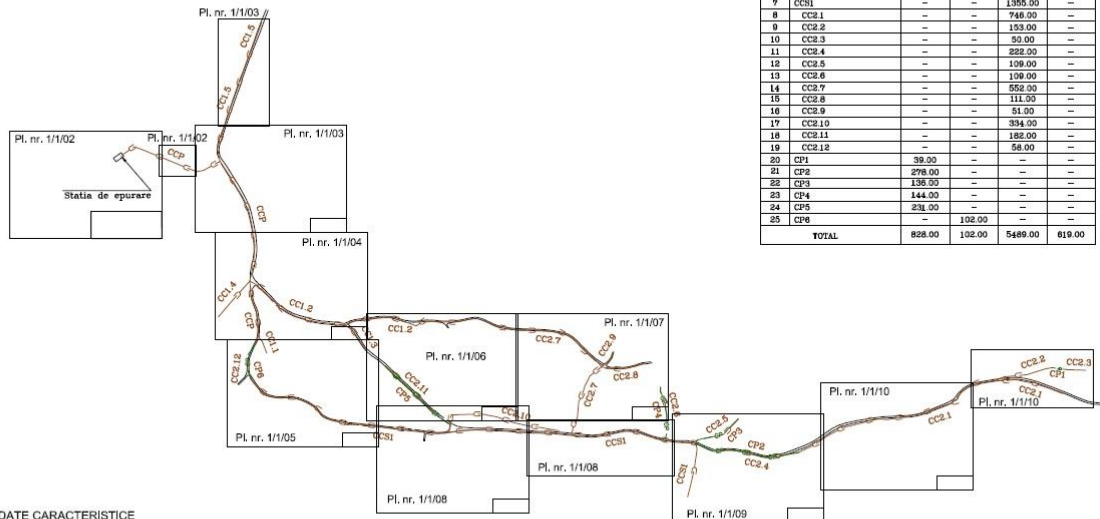 Pl. nr. 1/1/03
CC1.5
CC1.5
Pl. nr. 1/1/02
Pl. nr. 1/1/02
Pl. nr. 1/1/03
CCP
Statia de epurare
CCP
Pl. nr. 1/1/04
CC1.4
CC1.2
CCP
CC1.1
CC1.3
CC1.2
Pl. nr. 1/1/06
Pl. nr. 1/1/07
CC2.7
CC2.9
CC2.8
CC2.7
CC2.12
CP6
CC2.11
CP5
Pl. nr. 1/1/05
CCS1
CC2.10
CCS1
CP4
CC2.6
Pl. nr. 1/1/08
Pl. nr. 1/1/08
CC2.5
CP3
CP2
CC2.4
CCS1
Pl. nr. 1/1/09
Pl. nr. 1/1/10
CC2.1
CC2.2
CC2.3
CP1
CC2.1
Pl. nr. 1/1/10
7 CCS1 - - 1355.00 -
8 CC2.1 - - 746.00 -
9 CC2.2 - - 153.00 -
10 CC2.3 - - 50.00 -
11 CC2.4 - - 222.00 -
12 CC2.5 - - 109.00 -
13 CC2.6 - - 109.00 -
14 CC2.7 - - 552.00 -
15 CC2.8 - - 111.00 -
16 CC2.9 - - 51.00 -
17 CC2.10 - - 334.00 -
18 CC2.11 - - 182.00 -
19 CC2.12 - - 58.00 -
20 CP1 39.00 - - -
21 CP2 278.00 - - -
22 CP3 136.00 - - -
23 CP4 144.00 - - -
24 CP5 231.00 - - -
25 CP6 - 102.00 - -
TOTAL 828.00 102.00 5489.00 619.00
DATE CARACTERISTICE